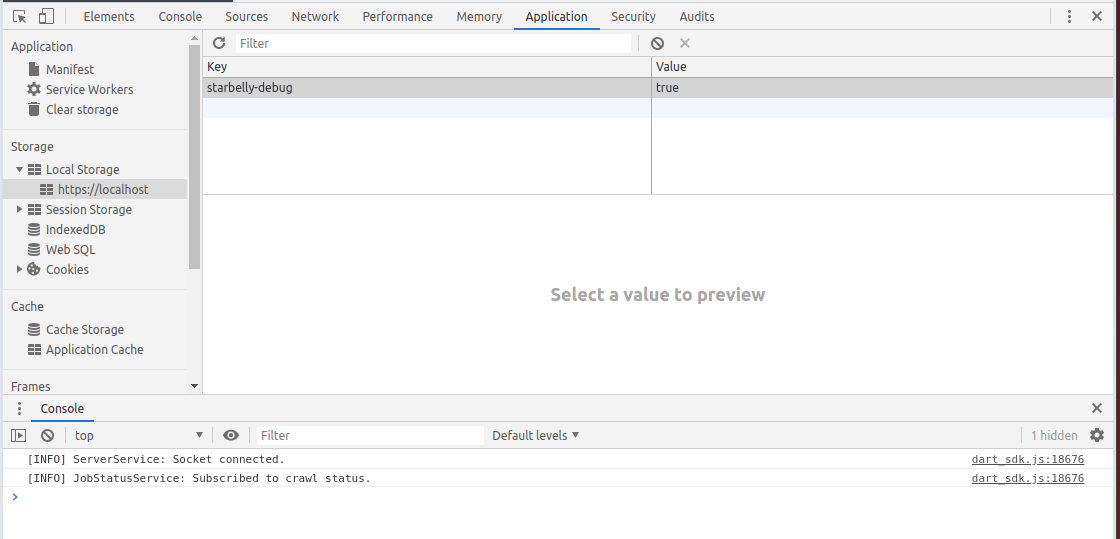 Elements Console Sources Network Performance Memory Application Security Audits
Application
Manifest
Service Workers
Clear storage
Storage
Local Storage
https://localhost
Session Storage
IndexedDB
Web SQL
Cookies
Cache
Cache Storage
Application Cache
Frames
Filter
Key Value
starbelly-debug true
Select a value to preview
Console
top Filter Default levels 1 hidden
[INFO] ServerService: Socket connected. dart_sdk.js:18676
[INFO] JobStatusService: Subscribed to crawl status. dart_sdk.js:18676